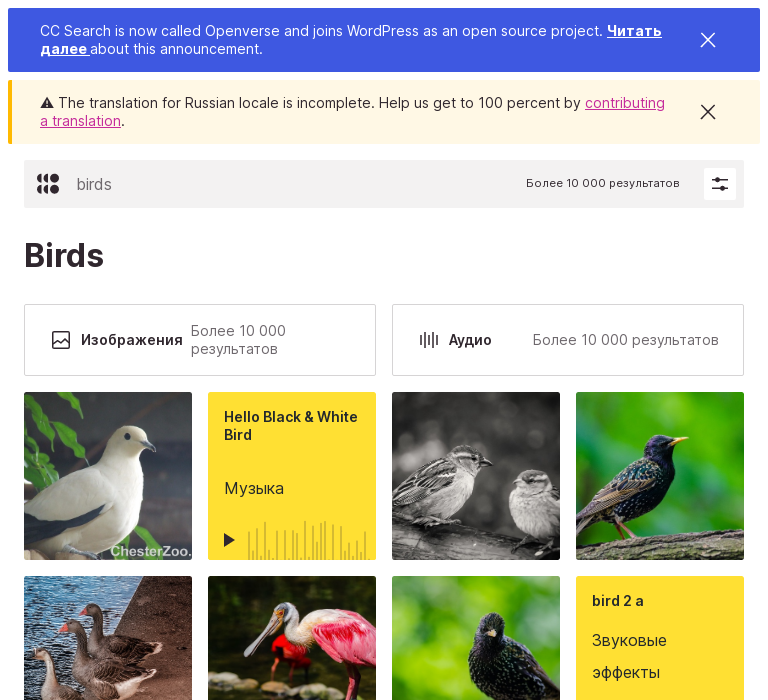 CC Search is now called Openverse and joins WordPress as an open source project. Читать
далее about this announcement.
⚠ The translation for Russian locale is incomplete. Help us get to 100 percent by contributing
a translation.
birds
Более 10 000 результатов
Birds
Изображения
Более 10 000
результатов
Аудио
Более 10 000 результатов
Hello Black & White
Bird
Музыка
ChesterZoo.
bird 2 a
Звуковые
эффекты